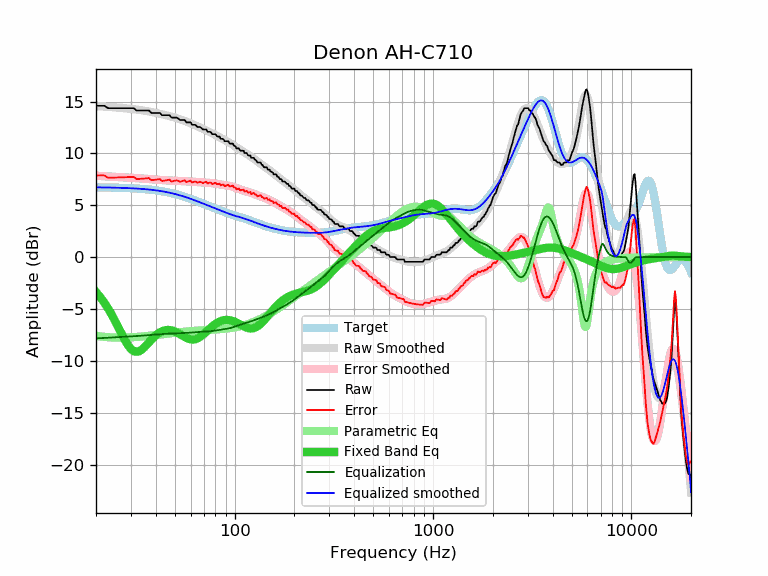 Denon AH-C710
Amplitude (dBr)
15
10
5
0
−5
−10
−15
−20
Target
Raw Smoothed
Error Smoothed
Raw
Error
Parametric Eq
Fixed Band Eq
Equalization
Equalized smoothed
100 1000 10000
Frequency (Hz)